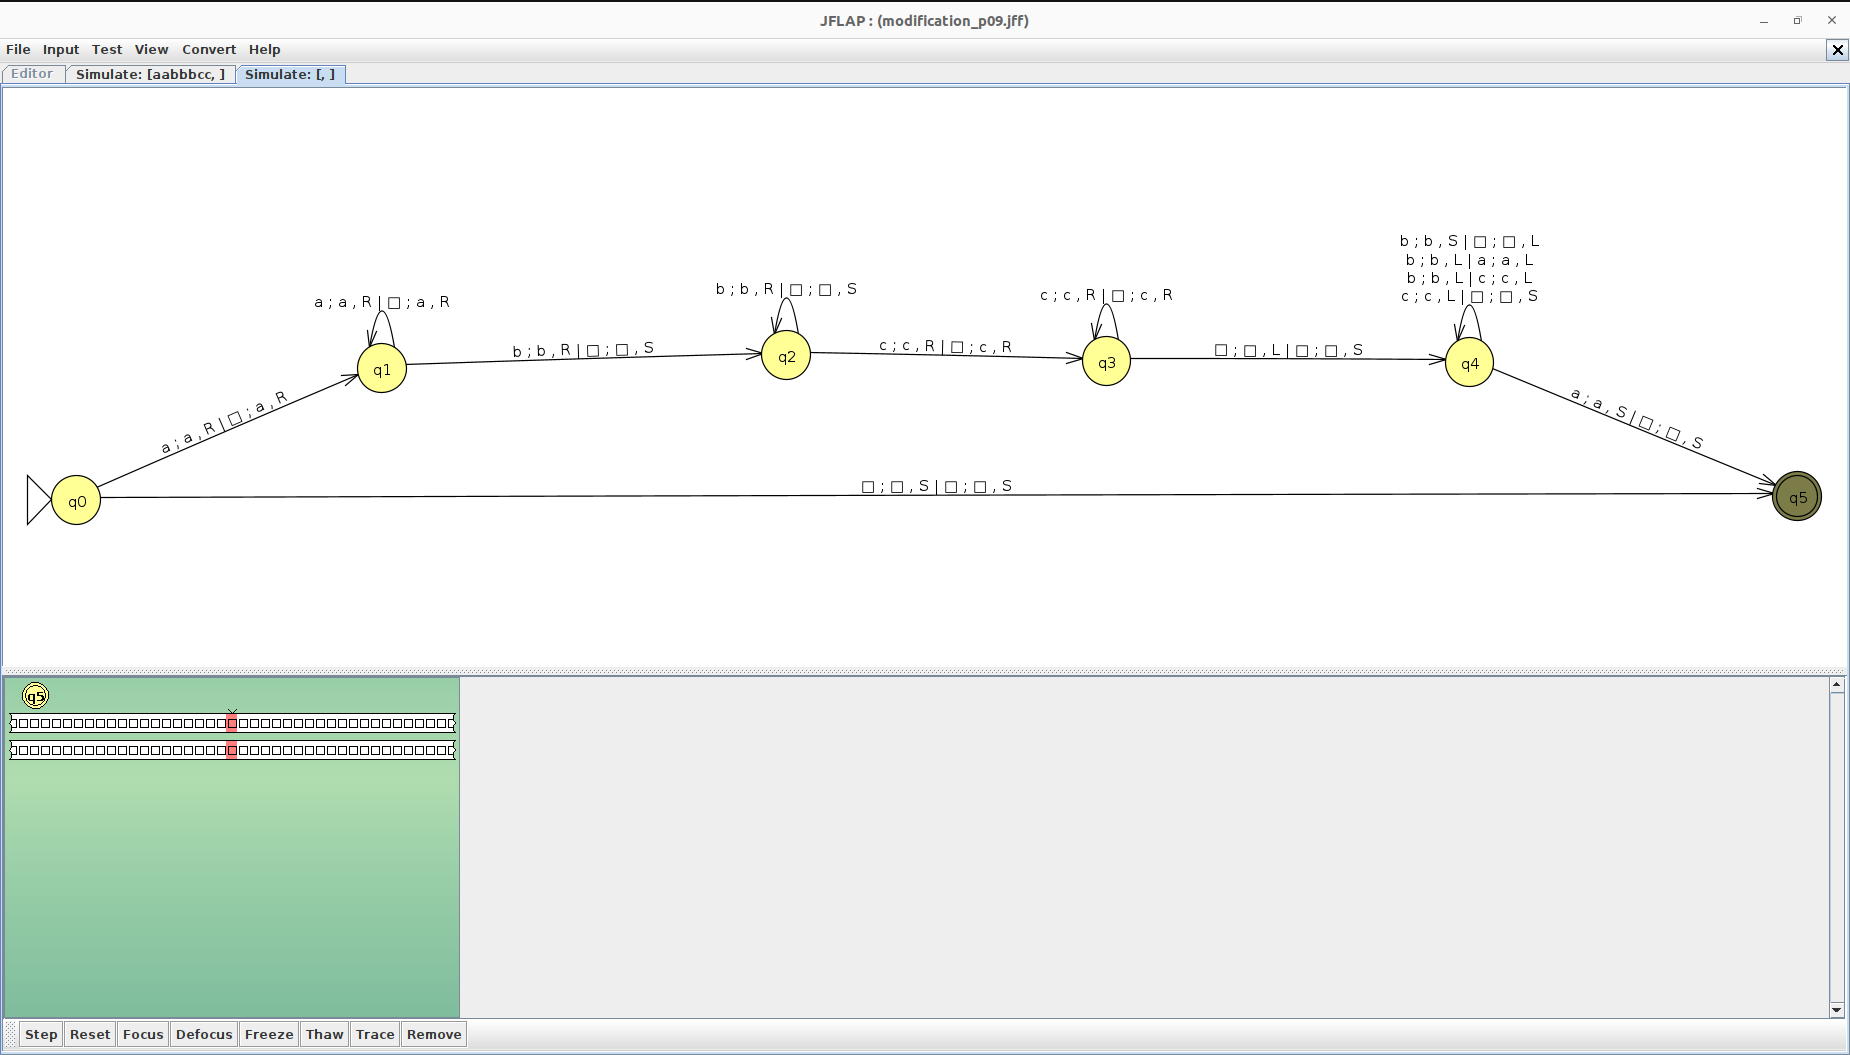 JFLAP : (modification_p09.jff)
File Input Test View Convert Help
Editor Simulate: [aabbbcc, ] Simulate: [, ]
b ; b , S | □ ; □ , L
b ; b , L | a ; a , L
b ; b , L | c ; c , L
c ; c , L | □ ; □ , S
a ; a , R | □ ; a , R
b ; b , R | □ ; □ , S
c ; c , R | □ ; c , R
b ; b , R | □ ; □ , S
c ; c , R | □ ; c , R
□ ; □ , L | □ ; □ , S
q1
q2
q3
q4
a ; a , R | □ ; a , R
a ; a , S | □ ; □ , S
□ ; □ , S | □ ; □ , S
q0
q5
q5
Step Reset Focus Defocus Freeze Thaw Trace Remove